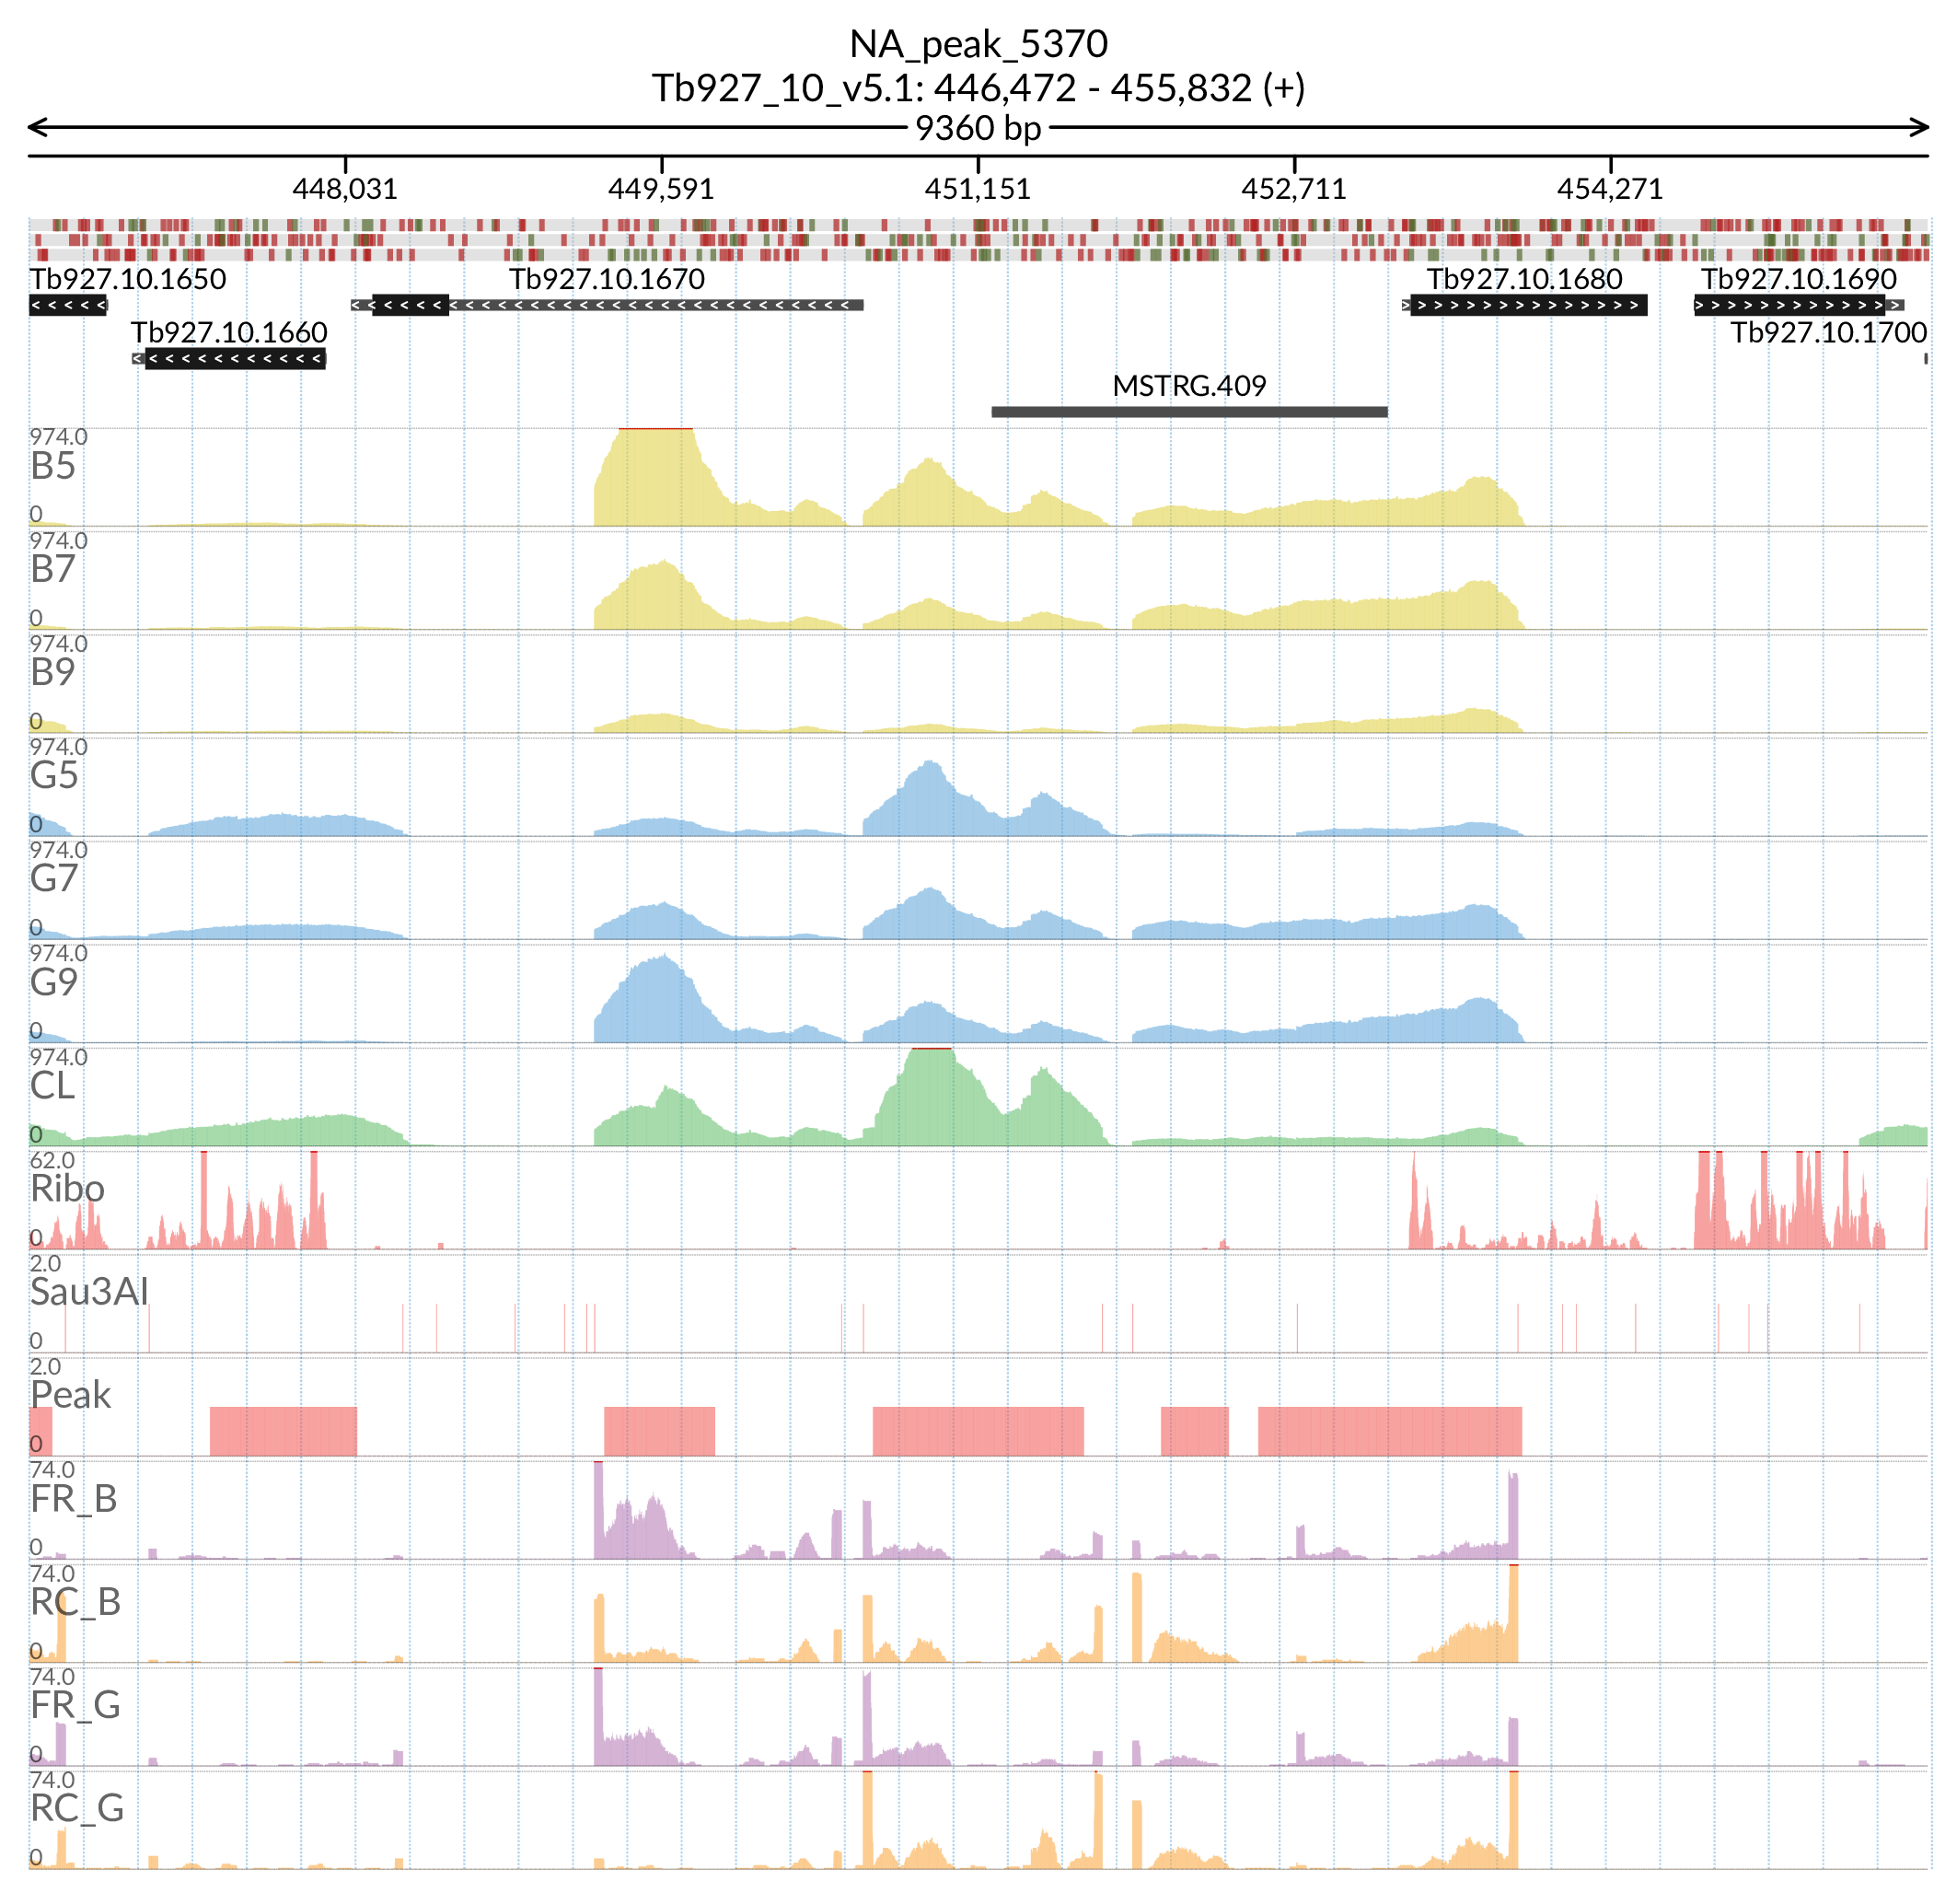 NA_peak_5370
Tb927_10_v5.1: 446,472 - 455,832 (+)
9360 bp
448,031 449,591 451,151 452,711 454,271
Tb927.10.1650 Tb927.10.1670 Tb927.10.1680 Tb927.10.1690
Tb927.10.1660 Tb927.10.1700
MSTRG.409
974.0
B5
0
974.0
B7
0
974.0
B9
0
974.0
G5
0
974.0
G7
0
974.0
G9
0
974.0
CL
0
62.0
Ribo
0
2.0
Sau3AI
0
2.0
Peak
0
74.0
FR_B
0
74.0
RC_B
0
74.0
FR_G
0
74.0
RC_G
0